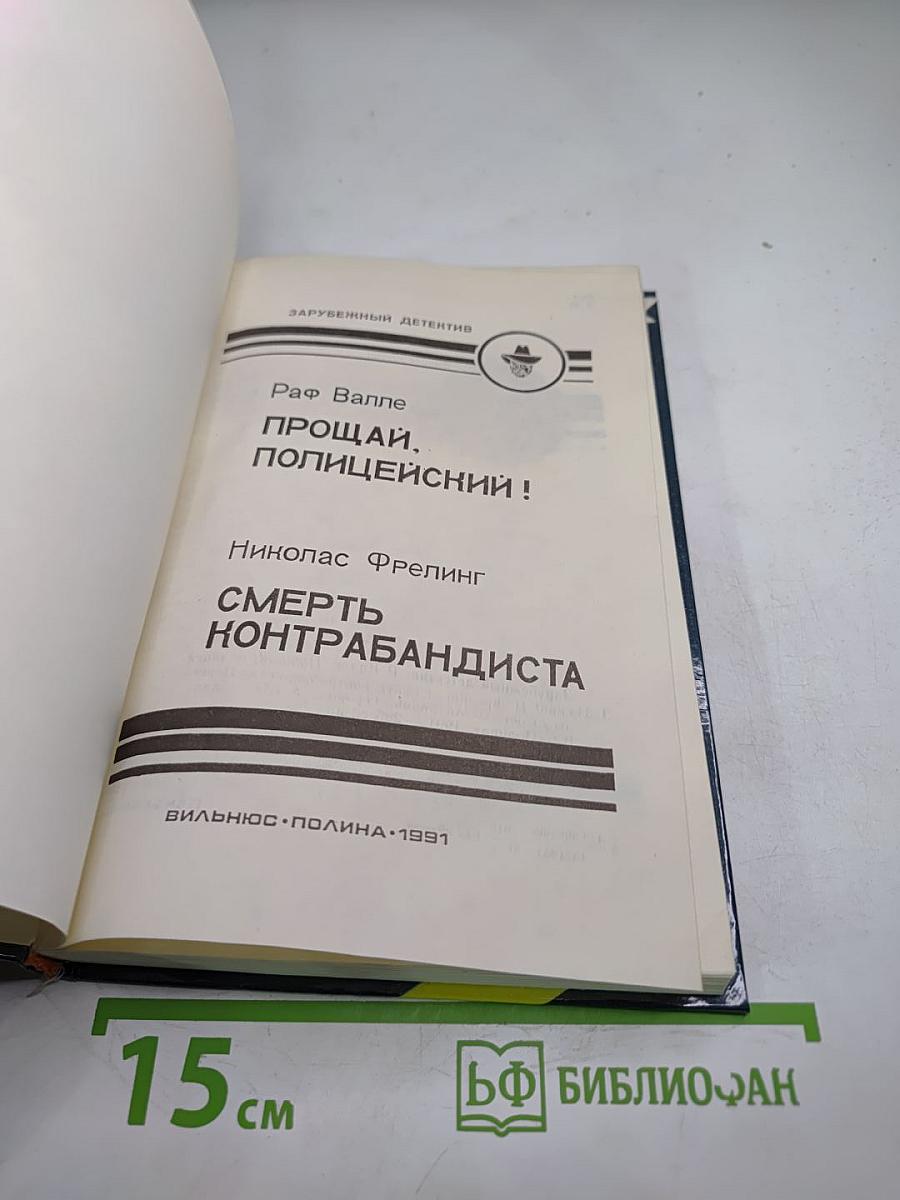 ЗАРУБЕЖНЫЙ ДЕТЕКТИВ
Раф Валле
ПРОЩАЙ,
ПОЛИЦЕЙСКИЙ!
Николас Фрелинг
СМЕРТЬ
КОНТРАБАНДИСТА
ВИЛЬНЮС•ПОЛИНА•1991
15 см
БФ БИБЛИОФАН